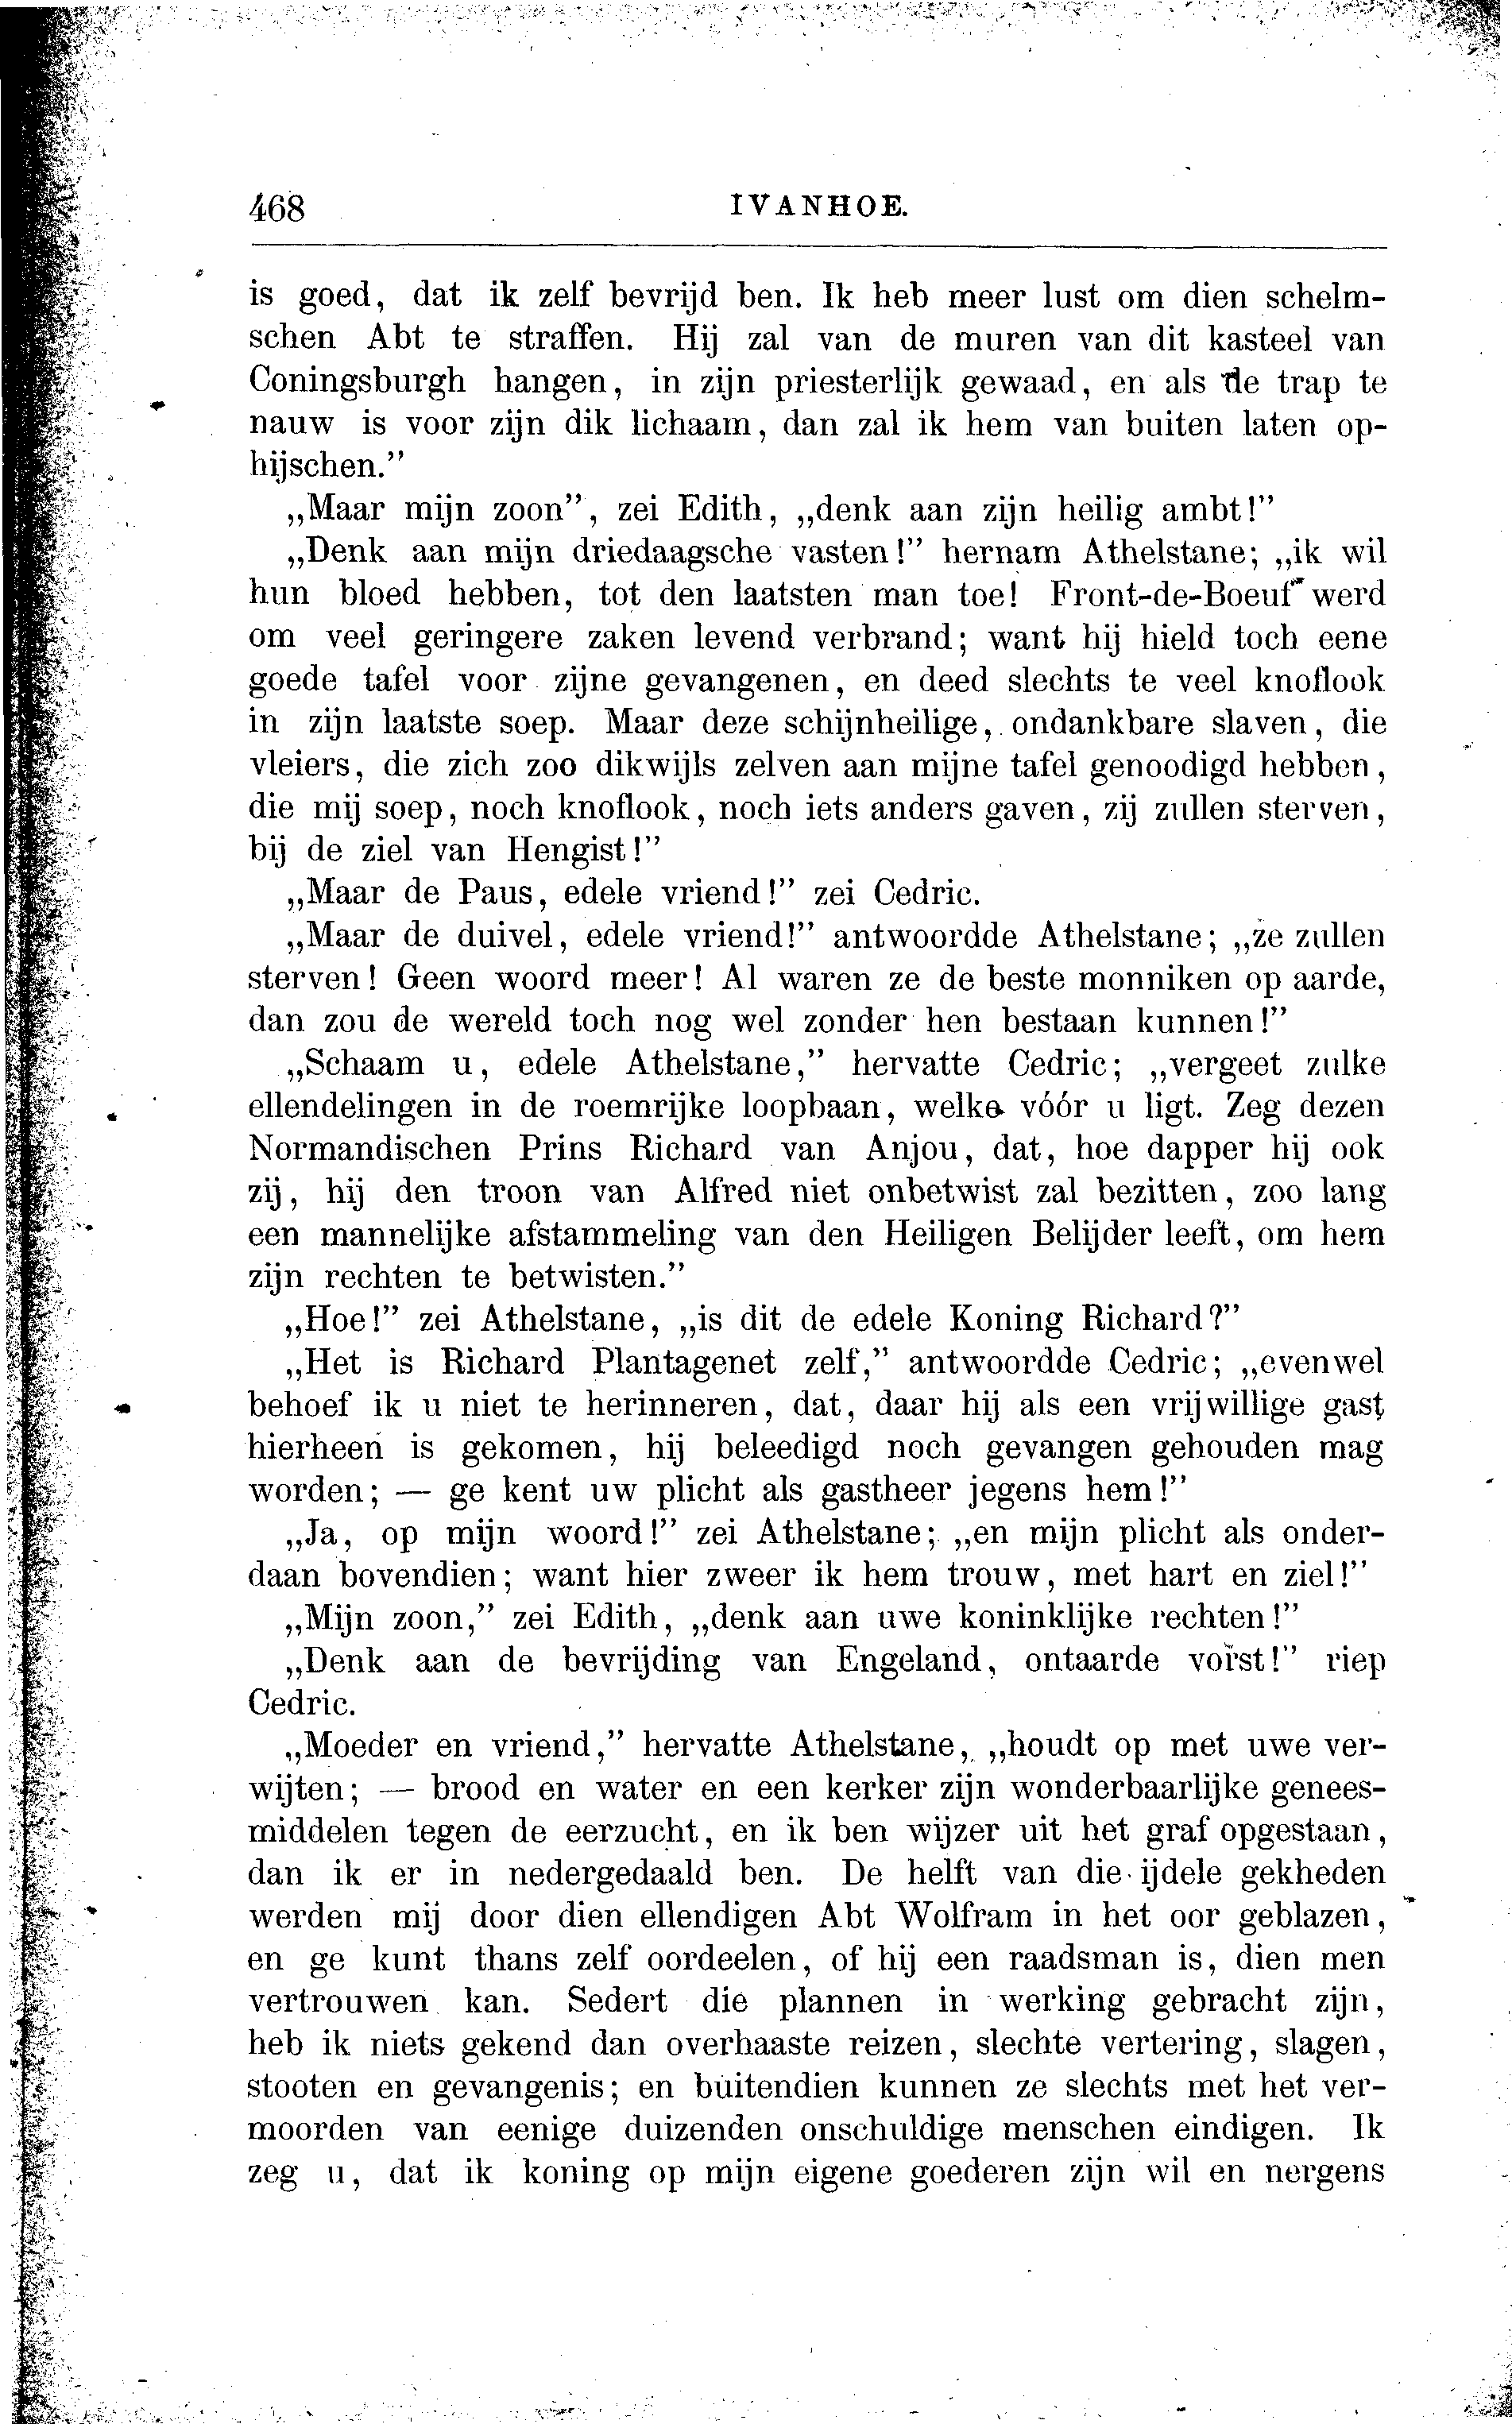 468 IVANHOE.
is goed, dat ik zelf bevrijd ben. Ik heb meer lust om dien schelm-
schen Abt te straffen. Hij zal van de muren van dit kasteel van
Coningsburgh hangen, in zijn priesterlijk gewaad, en als de trap te
nauw is voor zijn dik lichaam, dan zal ik hem van buiten laten op-
hijschen.”
„Maar mijn zoon”, zei Edith, „denk aan zijn heilig ambt!”
„Denk aan mijn driedaagsche vasten!” hernam Athelstane; „ik wil
hun bloed hebben, tot den laatsten man toe! Front-de-Boeuf werd
om veel geringere zaken levend verbrand; want hij hield toch eene
goede tafel voor zijne gevangenen, en deed slechts te veel knoflook
in zijn laatste soep. Maar deze schijnheilige, ondankbare slaven, die
vleiers, die zich zoo dikwijls zelven aan mijne tafel genoodigd hebben,
die mij soep, noch knoflook, noch iets anders gaven, zij zullen sterven,
bij de ziel van Hengist!”
„Maar de Paus, edele vriend!” zei Cedric.
„Maar de duivel, edele vriend!” antwoordde Athelstane; „ze zullen
sterven! Geen woord meer! Al waren ze de beste monniken op aarde,
dan zou de wereld toch nog wel zonder hen bestaan kunnen!”
„Schaam u, edele Athelstane,” hervatte Cedric; „vergeet zulke
ellendelingen in de roemrijke loopbaan, welke vóór u ligt. Zeg dezen
Normandischen Prins Richard van Anjou, dat, hoe dapper hij ook
zij, hij den troon van Alfred niet onbetwist zal bezitten, zoo lang
een mannelijke afstammeling van den Heiligen Belijder leeft, om hem
zijn rechten te betwisten.”
„Hoe!” zei Athelstane, „is dit de edele Koning Richard?”
„Het is Richard Plantagenet zelf,” antwoordde Cedric; „evenwel
behoef ik u niet te herinneren, dat, daar hij als een vrijwillige gast
hierheen is gekomen, hij beleedigd noch gevangen gehouden mag
worden; — ge kent uw plicht als gastheer jegens hem!”
„Ja, op mijn woord!” zei Athelstane; „en mijn plicht als onder-
daan bovendien; want hier zweer ik hem trouw, met hart en ziel!”
„Mijn zoon,” zei Edith, „denk aan uwe koninklijke rechten!”
„Denk aan de bevrijding van Engeland, ontaarde vorst!” riep
Cedric.
„Moeder en vriend,” hervatte Athelstane, „houdt op met uwe ver-
wijten; — brood en water en een kerker zijn wonderbaarlijke genees-
middelen tegen de eerzucht, en ik ben wijzer uit het graf opgestaan,
dan ik er in nedergedaald ben. De helft van die ijdele gekheden
werden mij door dien ellendigen Abt Wolfram in het oor geblazen,
en ge kunt thans zelf oordeelen, of hij een raadsman is, dien men
vertrouwen kan. Sedert die plannen in werking gebracht zijn,
heb ik niets gekend dan overhaaste reizen, slechte vertering, slagen,
stooten en gevangenis; en buitendien kunnen ze slechts met het ver-
moorden van eenige duizenden onschuldige menschen eindigen. Ik
zeg u, dat ik koning op mijn eigene goederen zijn wil en nergens